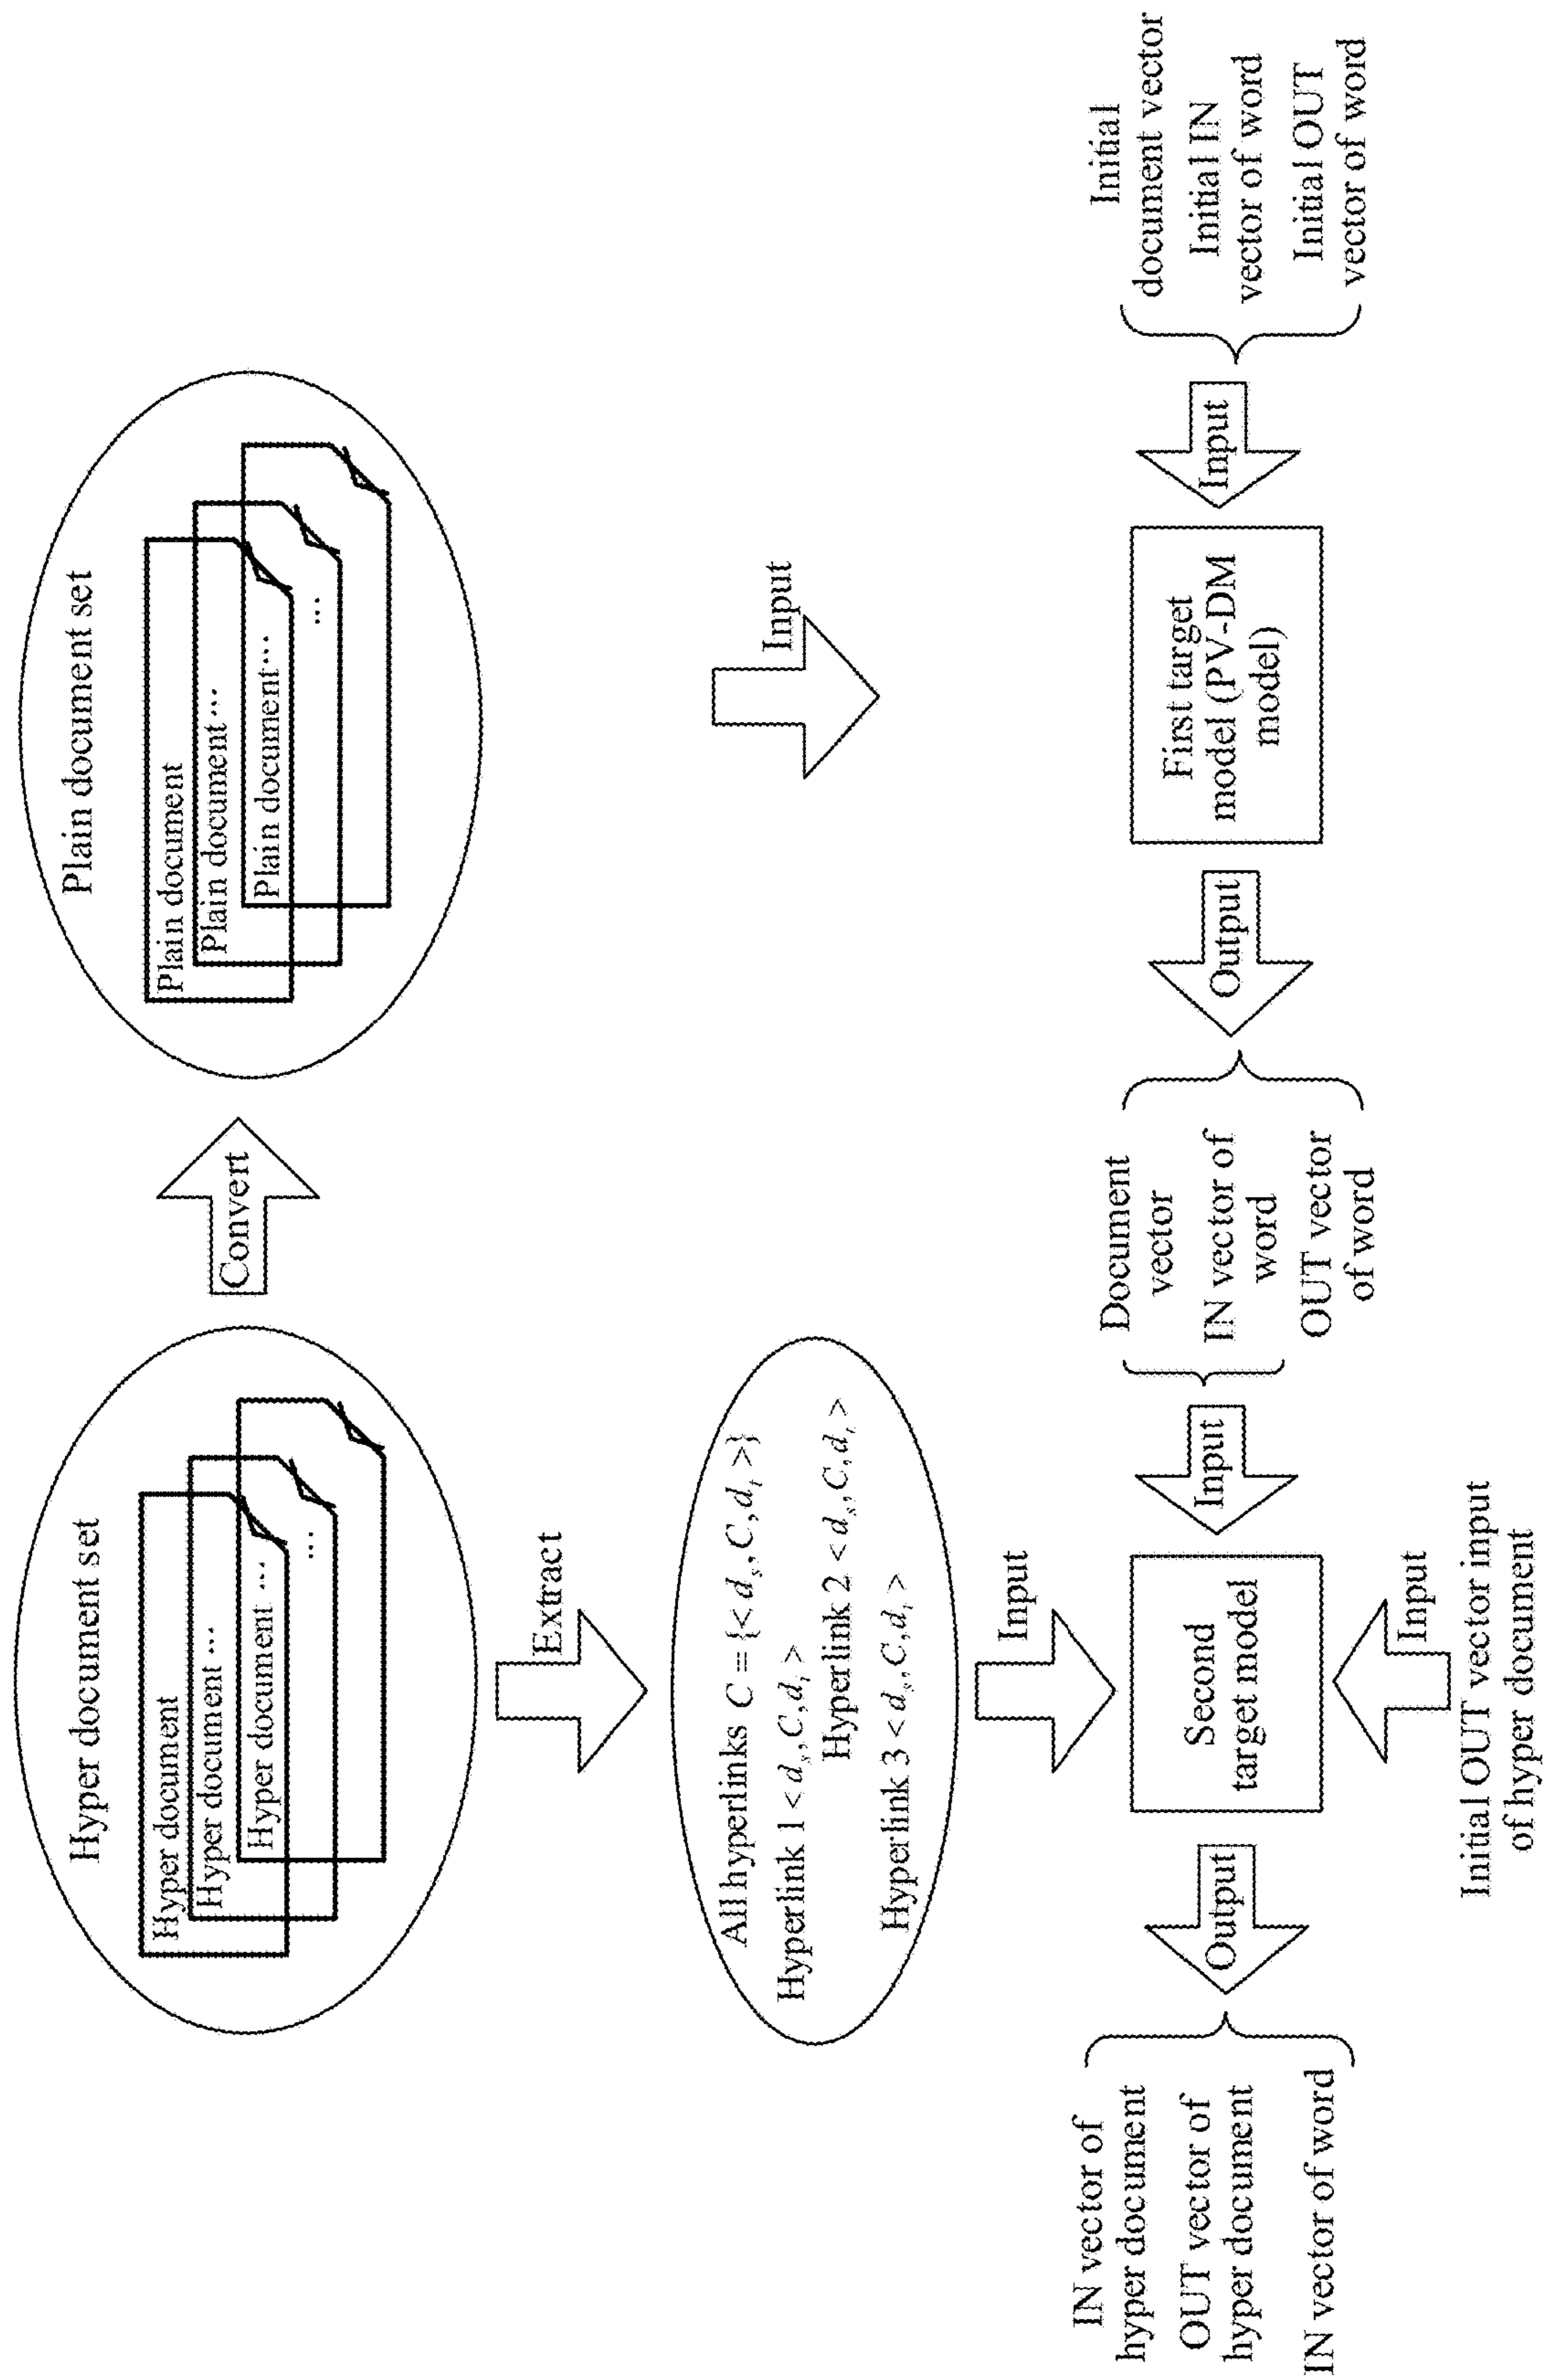 Hyper document set
Hyper document
Hyper document ...
Hyper document ...
...
Convert
Plain document set
Plain document
Plain document...
Plain document...
...
Extract
All hyperlinks C = {< d_s, C, d_t >}
Hyperlink 1 < d_s, C, d_t >
Hyperlink 2 < d_s, C, d_t >
Hyperlink 3 < d_s, C, d_t >
Input
Input
IN vector of
hyper document
OUT vector of
hyper document
IN vector of word
Output
Second
target model
Input
Document
vector
IN vector of
word
OUT vector
of word
Output
First target
model (PV-DM
model)
Input
Initial
document vector
Initial IN
vector of word
Initial OUT
vector of word
Input
Initial OUT vector input
of hyper document